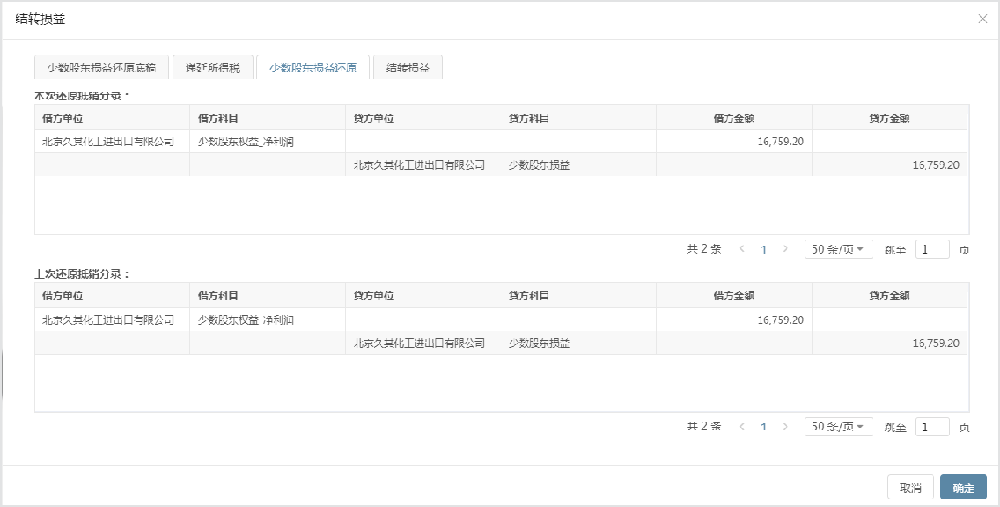 结转损益
少数股东损益还原底稿 递延所得税 少数股东损益还原 结转损益
本次还原抵销分录：
借方单位 借方科目 贷方单位 贷方科目 借方金额 贷方金额
北京久其化工进出口有限公司 少数股东权益_净利润 16,759.20
北京久其化工进出口有限公司 少数股东损益 16,759.20
共 2 条 < 1 > 50 条/页 跳至 1 页
上次还原抵销分录：
借方单位 借方科目 贷方单位 贷方科目 借方金额 贷方金额
北京久其化工进出口有限公司 少数股东权益_净利润 16,759.20
北京久其化工进出口有限公司 少数股东损益 16,759.20
共 2 条 < 1 > 50 条/页 跳至 1 页
取消 确定